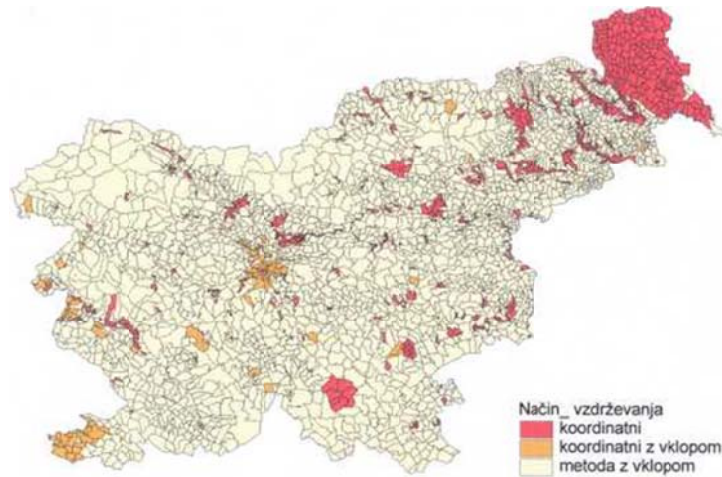 Način_ vzdrževanja
koordinatni
koordinatni z vklopom
metoda z vklopom